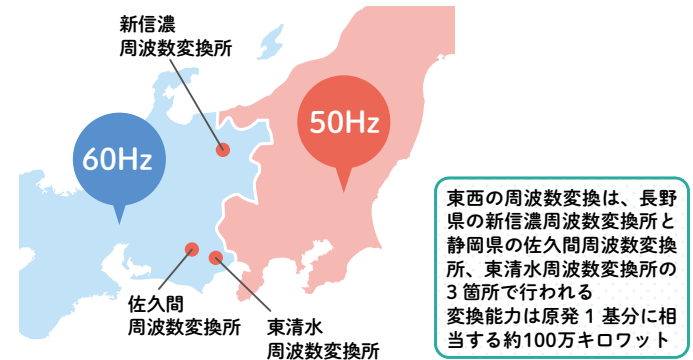 新信濃
周波数変換所
50Hz
60Hz
東西の周波数変換は、長野
県の新信濃周波数変換所と
静岡県の佐久間周波数変換
所、東清水周波数変換所の
3箇所で行われる
変換能力は原発1基分に相
当する約100万キロワット
佐久間
周波数変換所
東清水
周波数変換所